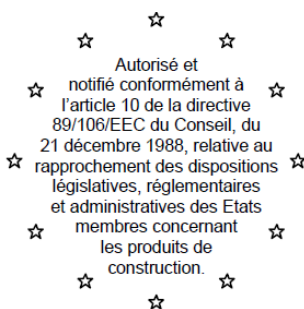 Autorisé et
notifié conformément à
l'article 10 de la directive
89/106/EEC du Conseil, du
21 décembre 1988, relative au
rapprochement des dispositions
législatives, réglementaires
et administratives des Etats
membres concernant
les produits de
construction.